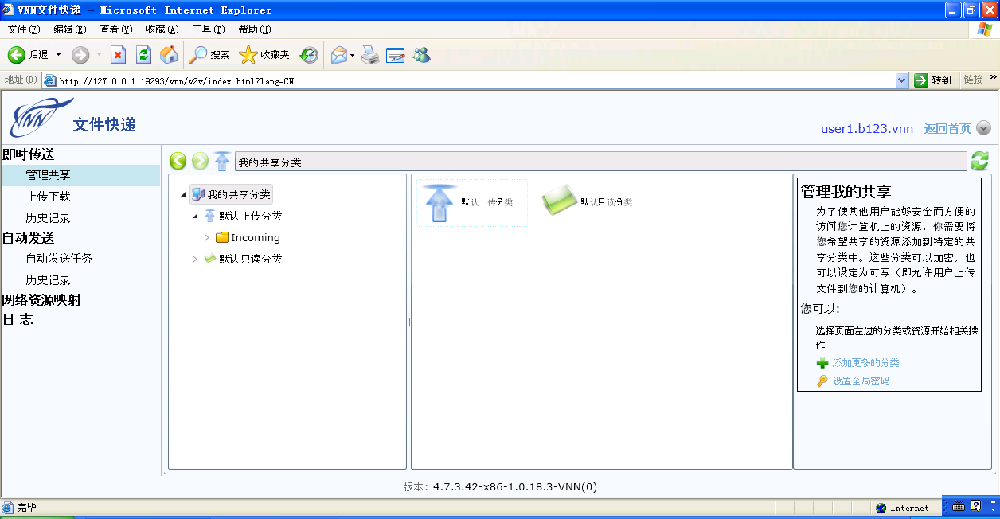 VNN文件快递 - Microsoft Internet Explorer
文件(F) 编辑(E) 查看(V) 收藏(A) 工具(T) 帮助(H)
后退 搜索 收藏夹
地址(D) http://127.0.0.1:19293/vnn/v2v/index.html?lang=CN 转到 链接 »
VNN 文件快递
user1.b123.vnn 返回首页
即时传送
管理共享
上传下载
历史记录
自动发送
自动发送任务
历史记录
网络资源映射
日 志
我的共享分类
我的共享分类
默认上传分类
Incoming
默认只读分类
默认上传分类 默认只读分类
管理我的共享
为了使其他用户能够安全而方便的
访问您计算机上的资源，你需要将
您希望共享的资源添加到特定的共
享分类中。这些分类可以加密，也
可以设定为可写（即允许用户上传
文件到您的计算机）。
您可以:
选择页面左边的分类或资源开始相关操
作
添加更多的分类
设置全局密码
版本: 4.7.3.42-x86-1.0.18.3-VNN(0)
完毕 Internet